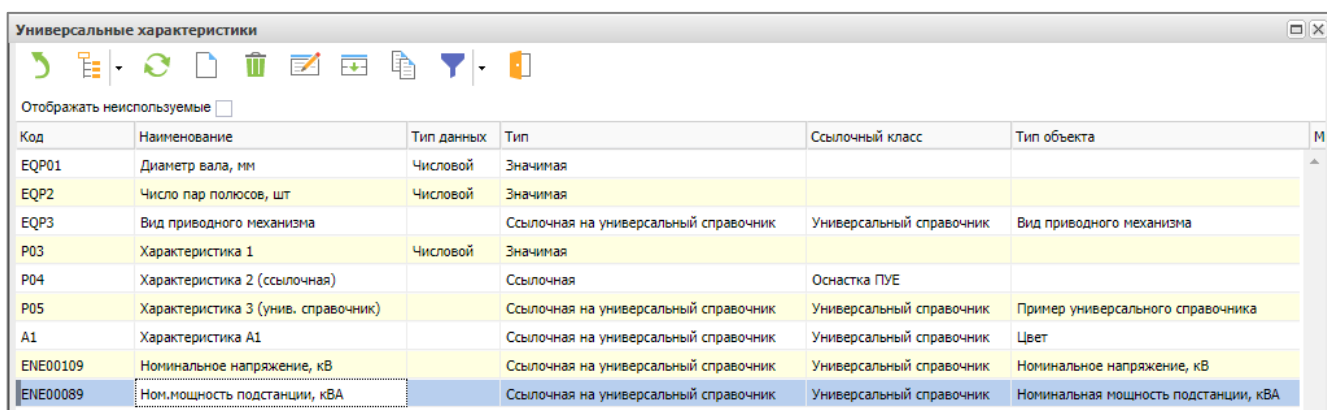 Универсальные характеристики
Отображать неиспользуемые
Код Наименование Тип данных Тип Ссылочный класс Тип объекта М
EQP01 Диаметр вала, мм Числовой Значимая
EQP2 Число пар полюсов, шт Числовой Значимая
EQP3 Вид приводного механизма Ссылочная на универсальный справочник Универсальный справочник Вид приводного механизма
P03 Характеристика 1 Числовой Значимая
P04 Характеристика 2 (ссылочная) Ссылочная Оснастка ПУЕ
P05 Характеристика 3 (унив. справочник) Ссылочная на универсальный справочник Универсальный справочник Пример универсального справочника
A1 Характеристика А1 Ссылочная на универсальный справочник Универсальный справочник Цвет
ENE00109 Номинальное напряжение, кВ Ссылочная на универсальный справочник Универсальный справочник Номинальное напряжение, кВ
ENE00089 Ном.мощность подстанции, кВА Ссылочная на универсальный справочник Универсальный справочник Номинальная мощность подстанции, кВА